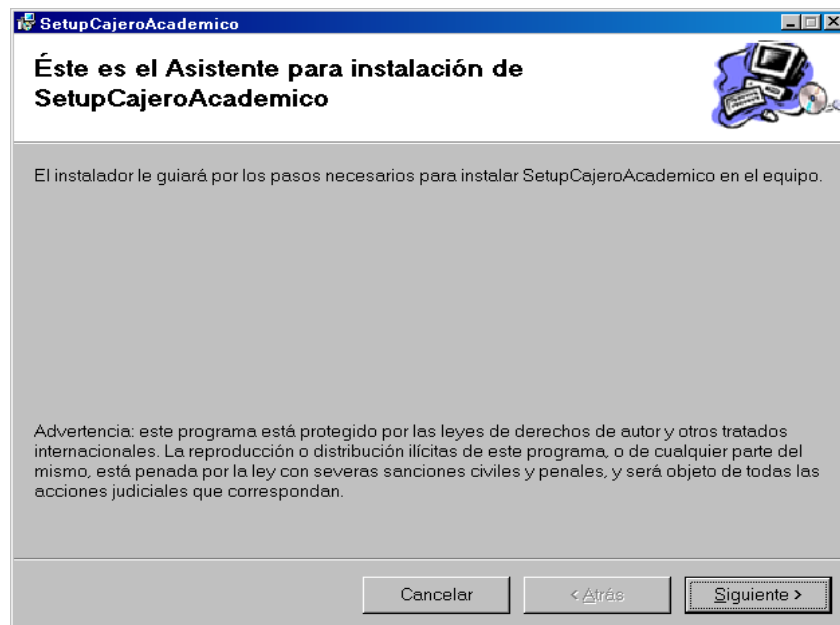 SetupCajeroAcademico
Éste es el Asistente para instalación de
SetupCajeroAcademico
El instalador le guiará por los pasos necesarios para instalar SetupCajeroAcademico en el equipo.
Advertencia: este programa está protegido por las leyes de derechos de autor y otros tratados
internacionales. La reproducción o distribución ilícitas de este programa, o de cualquier parte del
mismo, está penada por la ley con severas sanciones civiles y penales, y será objeto de todas las
acciones judiciales que correspondan.
Cancelar < Atrás Siguiente >